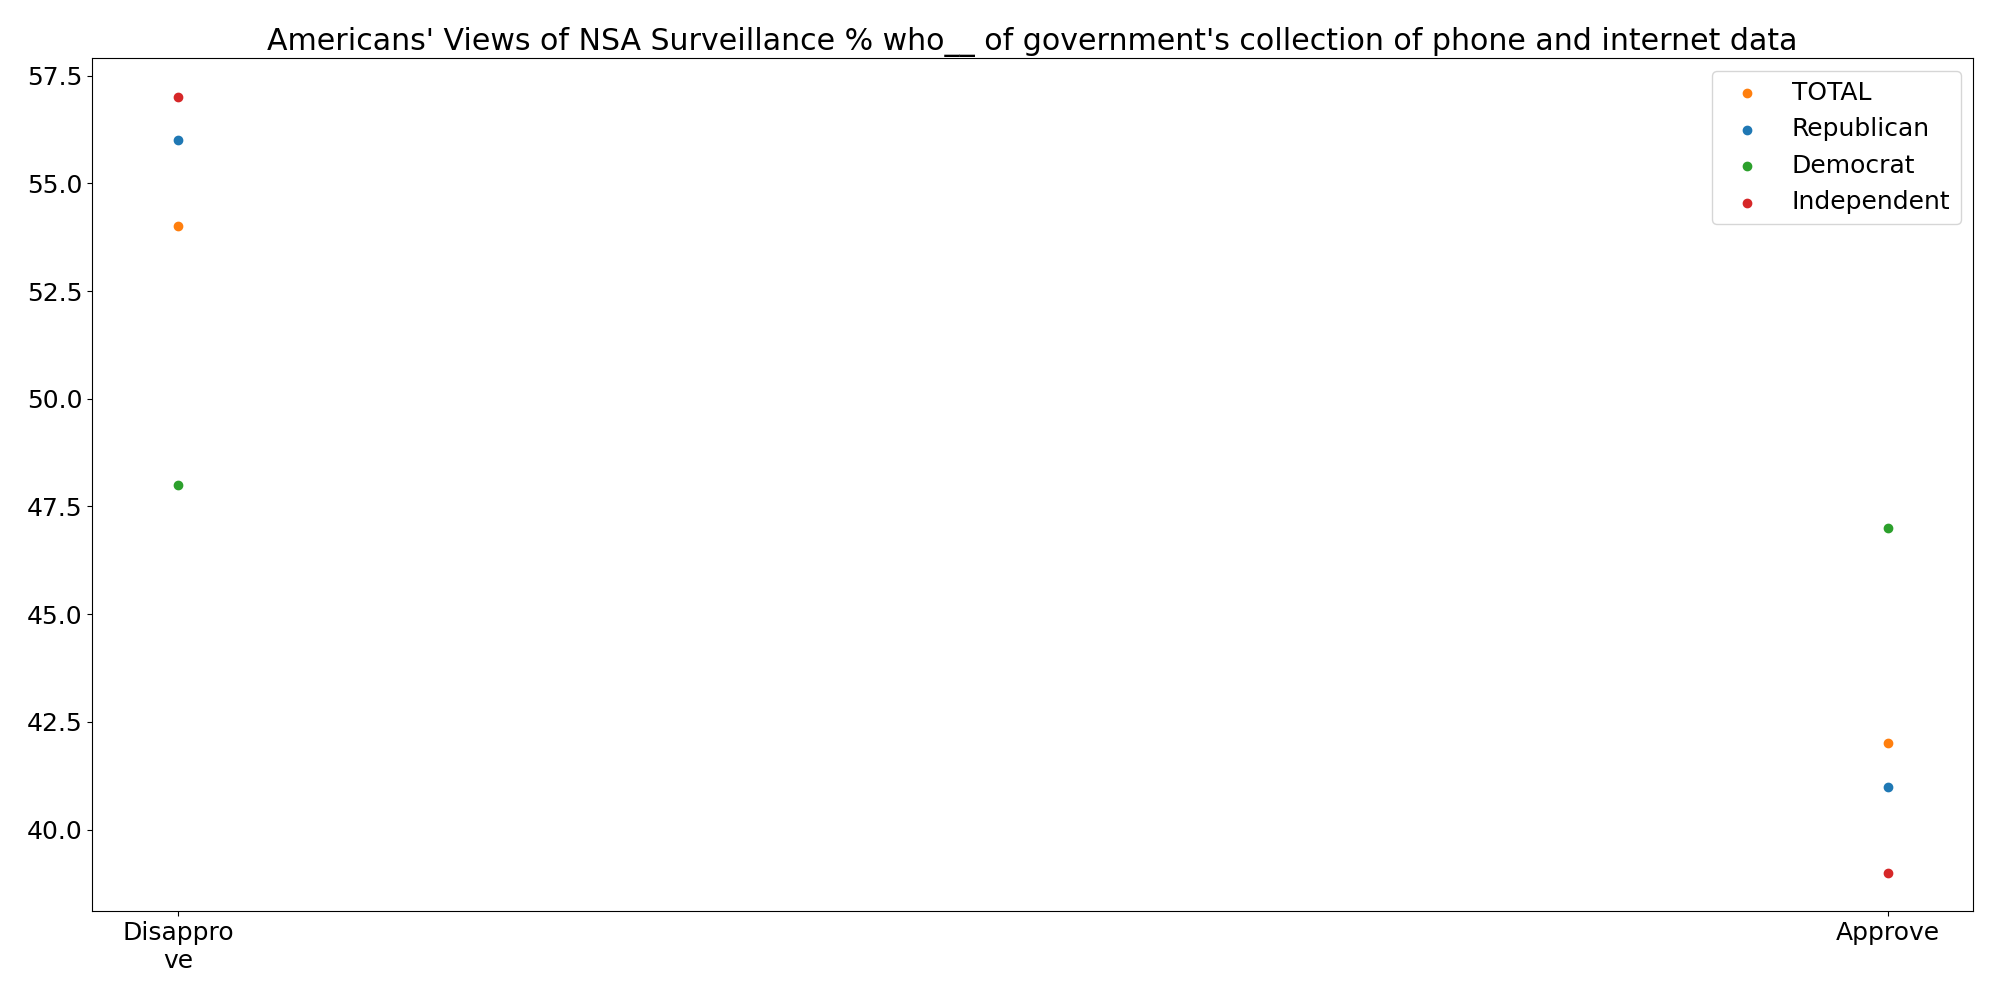 Americans' Views of NSA Surveillance % who__ of government's collection of phone and internet data
57.5
55.0
52.5
50.0
47.5
45.0
42.5
40.0
TOTAL
Republican
Democrat
Independent
Disappro
ve
Approve